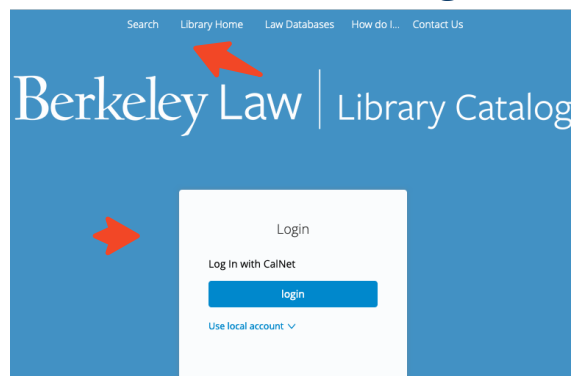 Search Library Home Law Databases How do I... Contact Us
Berkeley Law | Library Catalog
Login
Log In with CalNet
login
Use local account